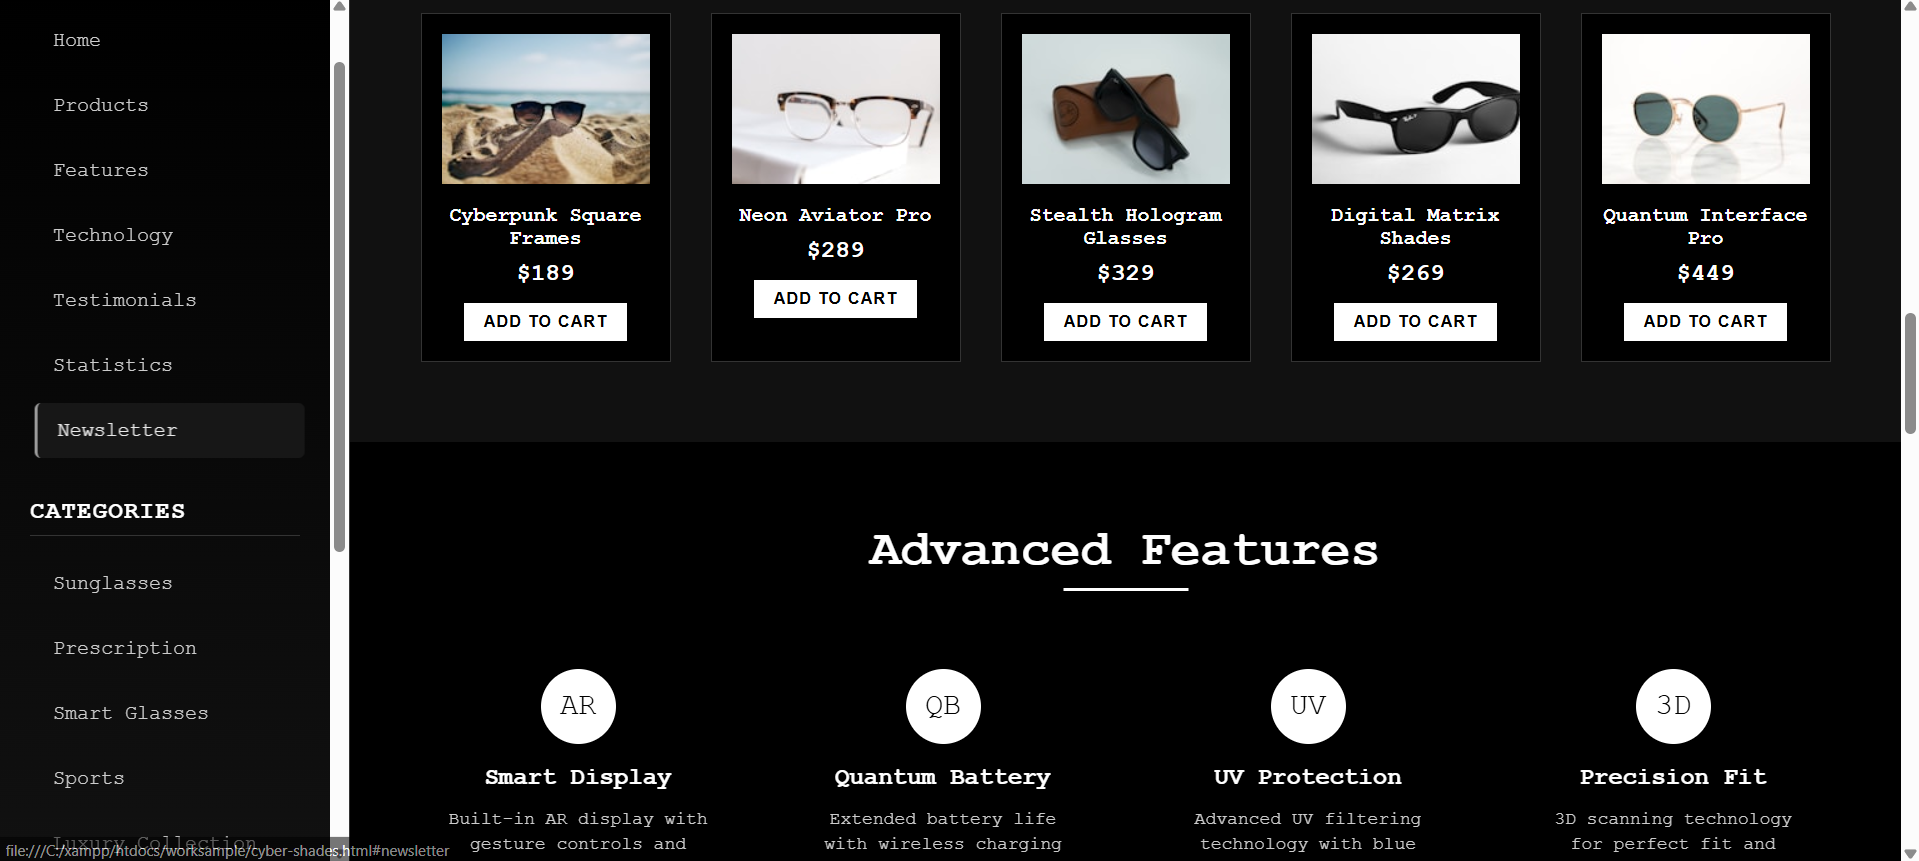 Home
Products
Features
Technology
Testimonials
Statistics
Newsletter
CATEGORIES
Sunglasses
Prescription
Smart Glasses
Sports
Luxury Collection
file:///C:/xampp/htdocs/worksample/cyber-shades.html#newsletter
Cyberpunk Square
Frames
$189
ADD TO CART
Neon Aviator Pro
$289
ADD TO CART
Stealth Hologram
Glasses
$329
ADD TO CART
Digital Matrix
Shades
$269
ADD TO CART
Quantum Interface
Pro
$449
ADD TO CART
Advanced Features
AR
Smart Display
Built-in AR display with
gesture controls and
QB
Quantum Battery
Extended battery life
with wireless charging
UV
UV Protection
Advanced UV filtering
technology with blue
3D
Precision Fit
3D scanning technology
for perfect fit and